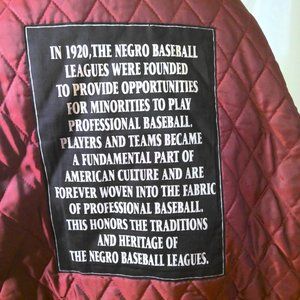 IN 1920,THE NEGRO BASEBALL
LEAGUES WERE FOUNDED
TO PROVIDE OPPORTUNITIES
FOR MINORITIES TO PLAY
PROFESSIONAL BASEBALL.
PLAYERS AND TEAMS BECAME
A FUNDAMENTAL PART OF
AMERICAN CULTURE AND ARE
FOREVER WOVEN INTO THE FABRIC
OF PROFESSIONAL BASEBALL.
THIS HONORS THE TRADITIONS
AND HERITAGE OF
THE NEGRO BASEBALL LEAGUES.